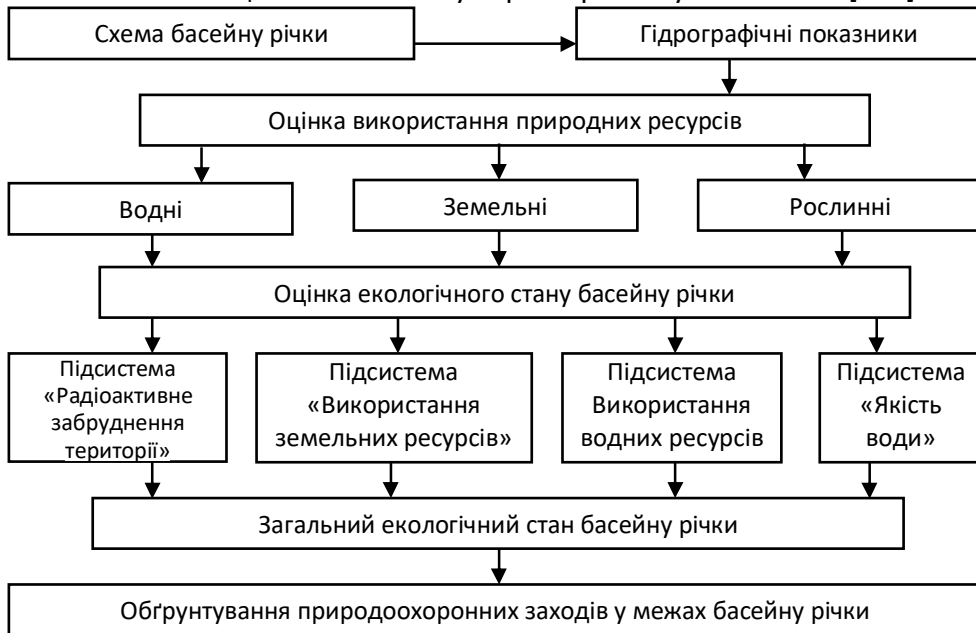 Схема басейну річки
Гідрографічні показники
Оцінка використання природних ресурсів
Водні
Земельні
Рослинні
Оцінка екологічного стану басейну річки
Підсистема
«Радіоактивне
забруднення
території»
Підсистема
«Використання
земельних ресурсів»
Підсистема
Використання
водних ресурсів
Підсистема
«Якість
води»
Загальний екологічний стан басейну річки
Обґрунтування природоохоронних заходів у межах басейну річки